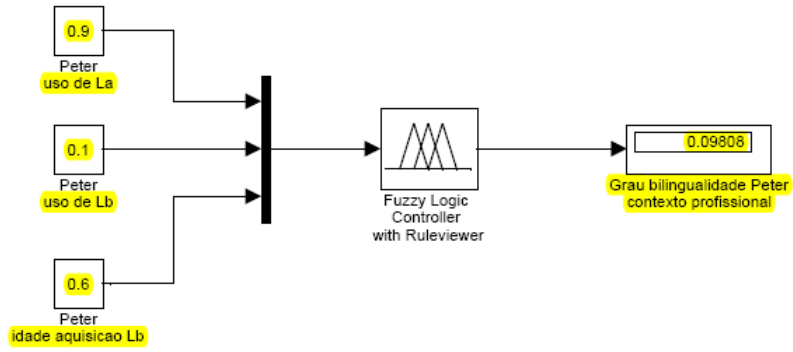 0.9
Peter
uso de La
0.1
Peter
uso de Lb
0.6
Peter
idade aquisicao Lb
Fuzzy Logic
Controller
with Ruleviewer
0.09808
Grau bilingualidade Peter
contexto profissional